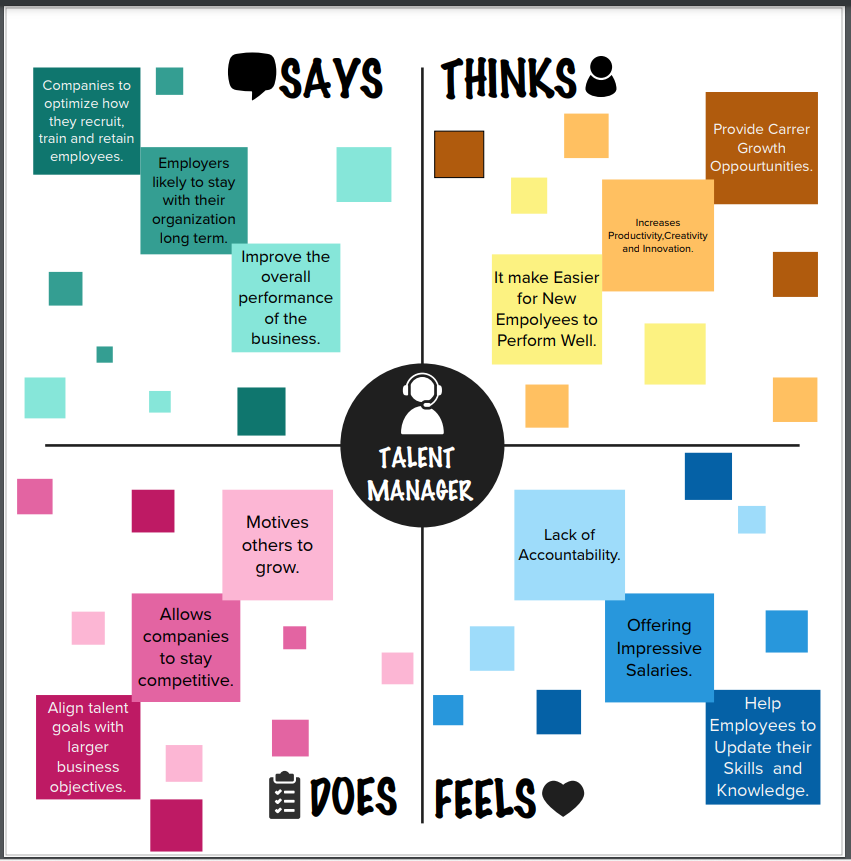 SAYS
Companies to
optimize how
they recruit,
train and retain
employees.
Employers
likely to stay
with their
organization
long term.
Improve the
overall
performance
of the
business.
THINKS
Provide Carrer
Growth
Oppourtunities.
Increases
Productivity,Creativity
and Innovation.
It make Easier
for New
Empolyees to
Perform Well.
TALENT
MANAGER
Motives
others to
grow.
Allows
companies
to stay
competitive.
Align talent
goals with
larger
business
objectives.
DOES
Lack of
Accountability.
Offering
Impressive
Salaries.
Help
Employees to
Update their
Skills and
Knowledge.
FEELS